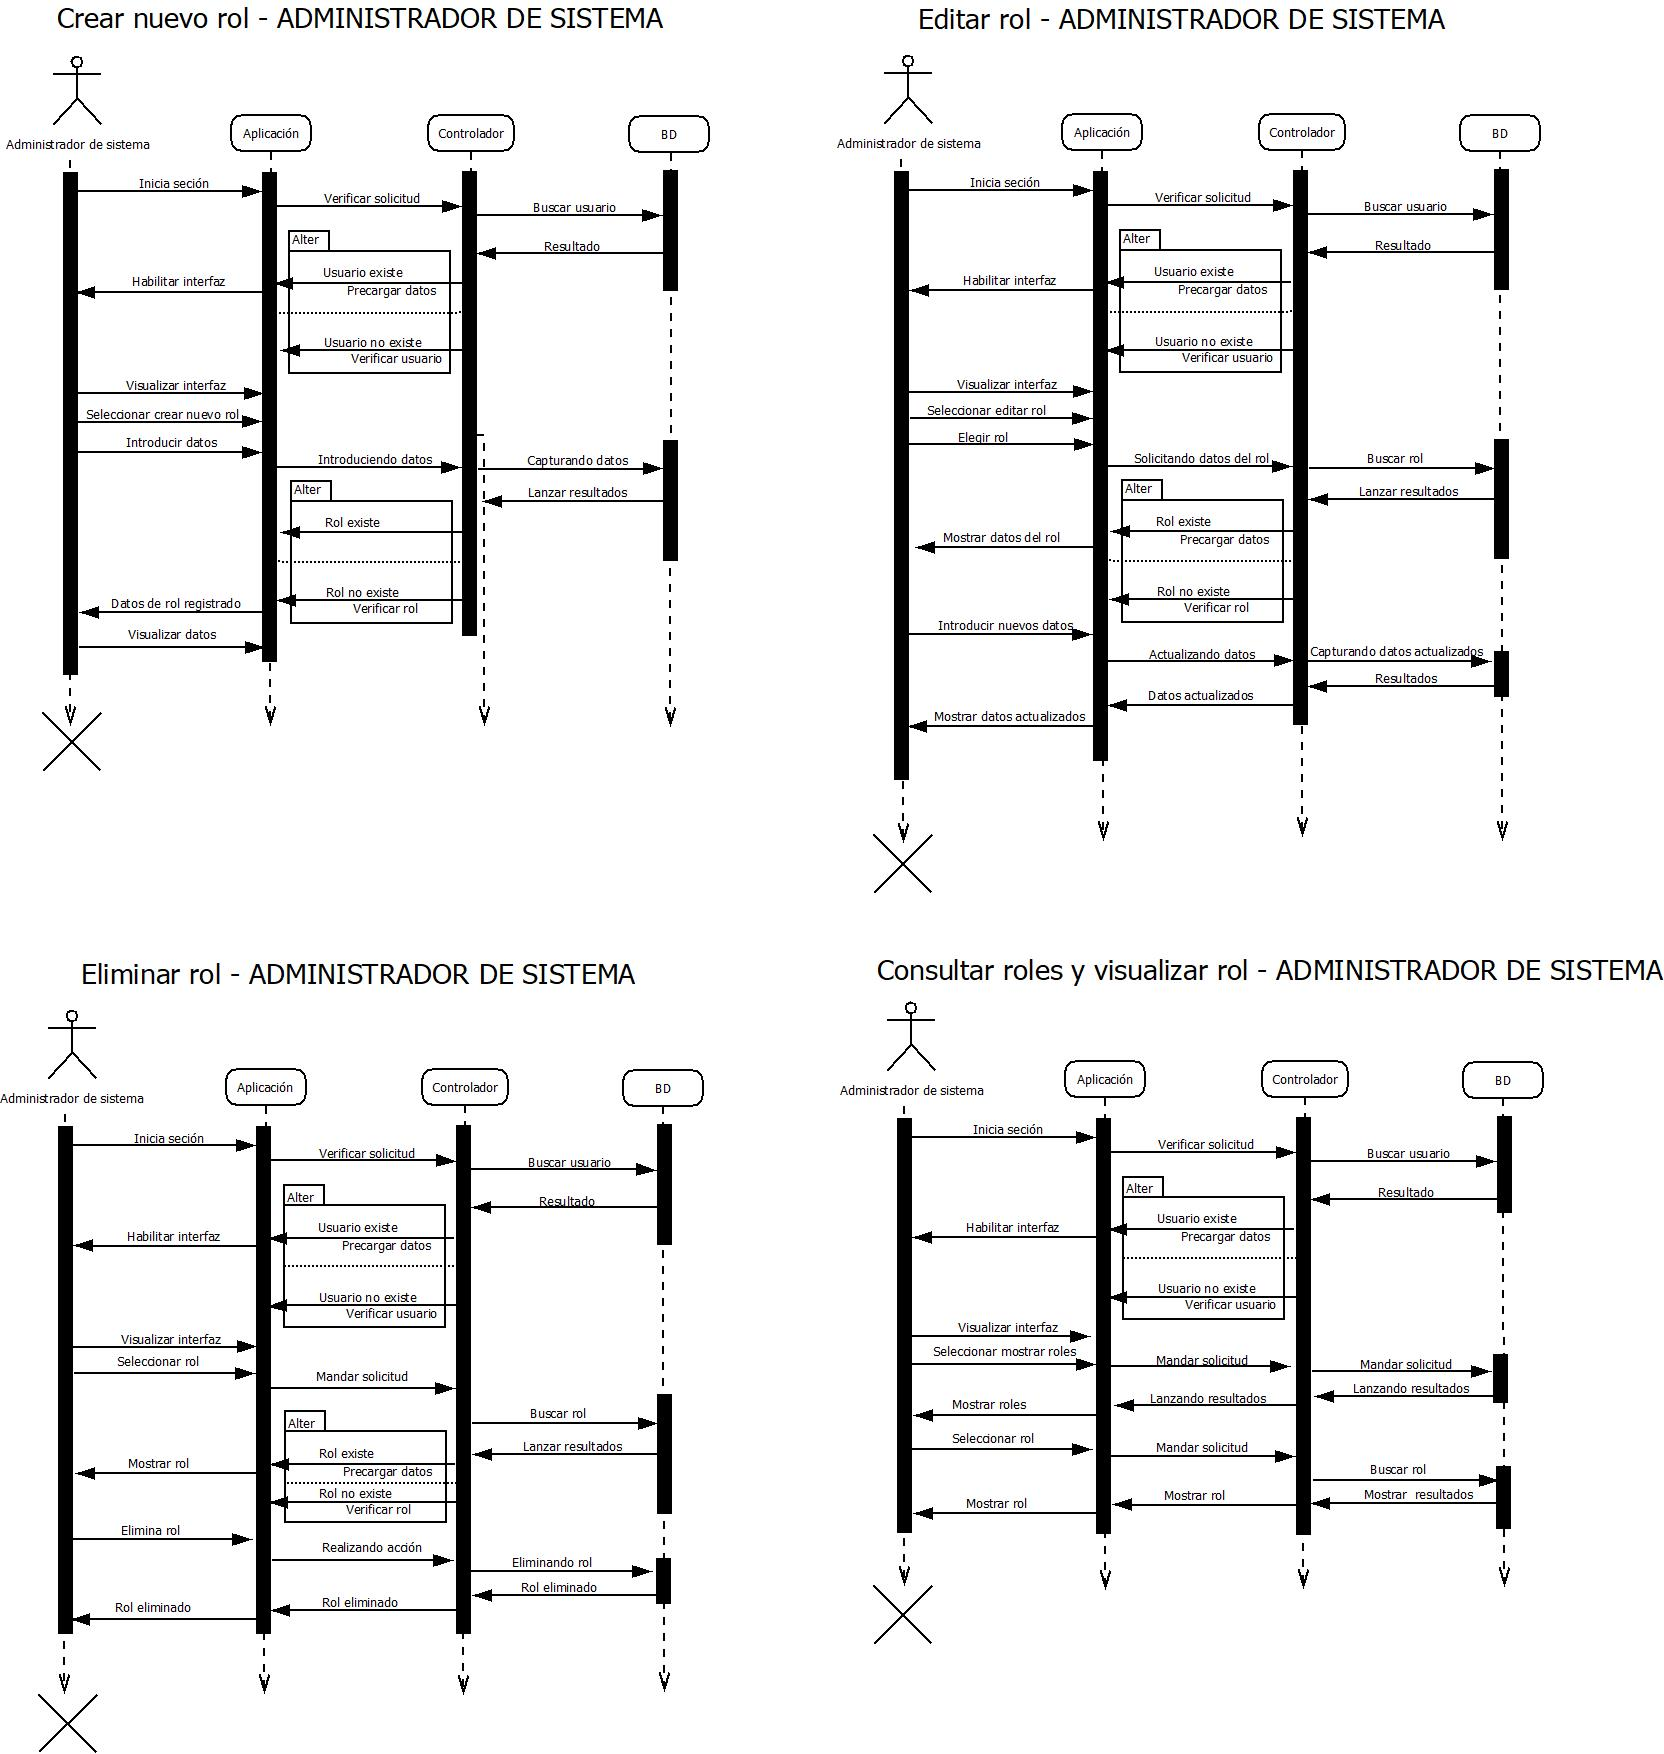 Crear nuevo rol - ADMINISTRADOR DE SISTEMA
Administrador de sistema
Aplicación
Controlador
BD
Inicia seción
Verificar solicitud
Buscar usuario
Alter
Resultado
Usuario existe
Habilitar interfaz
Precargar datos
Usuario no existe
Verificar usuario
Visualizar interfaz
Seleccionar crear nuevo rol
Introducir datos
Introduciendo datos
Capturando datos
Alter
Lanzar resultados
Rol existe
Rol no existe
Datos de rol registrado
Verificar rol
Visualizar datos
Editar rol - ADMINISTRADOR DE SISTEMA
Administrador de sistema
Aplicación
Controlador
BD
Inicia seción
Verificar solicitud
Buscar usuario
Alter
Resultado
Usuario existe
Habilitar interfaz
Precargar datos
Usuario no existe
Verificar usuario
Visualizar interfaz
Seleccionar editar rol
Elegir rol
Solicitando datos del rol
Buscar rol
Alter
Lanzar resultados
Rol existe
Mostrar datos del rol
Precargar datos
Rol no existe
Verificar rol
Introducir nuevos datos
Actualizando datos
Capturando datos actualizados
Resultados
Datos actualizados
Mostrar datos actualizados
Eliminar rol - ADMINISTRADOR DE SISTEMA
Administrador de sistema
Aplicación
Controlador
BD
Inicia seción
Verificar solicitud
Buscar usuario
Alter
Resultado
Usuario existe
Habilitar interfaz
Precargar datos
Usuario no existe
Verificar usuario
Visualizar interfaz
Seleccionar rol
Mandar solicitud
Buscar rol
Alter
Lanzar resultados
Rol existe
Mostrar rol
Precargar datos
Rol no existe
Verificar rol
Elimina rol
Realizando acción
Eliminando rol
Rol eliminado
Rol eliminado
Rol eliminado
Consultar roles y visualizar rol - ADMINISTRADOR DE SISTEMA
Administrador de sistema
Aplicación
Controlador
BD
Inicia seción
Verificar solicitud
Buscar usuario
Alter
Resultado
Usuario existe
Habilitar interfaz
Precargar datos
Usuario no existe
Verificar usuario
Visualizar interfaz
Seleccionar mostrar roles
Mandar solicitud
Mandar solicitud
Lanzando resultados
Lanzando resultados
Mostrar roles
Seleccionar rol
Mandar solicitud
Buscar rol
Mostrar resultados
Mostrar rol
Mostrar rol